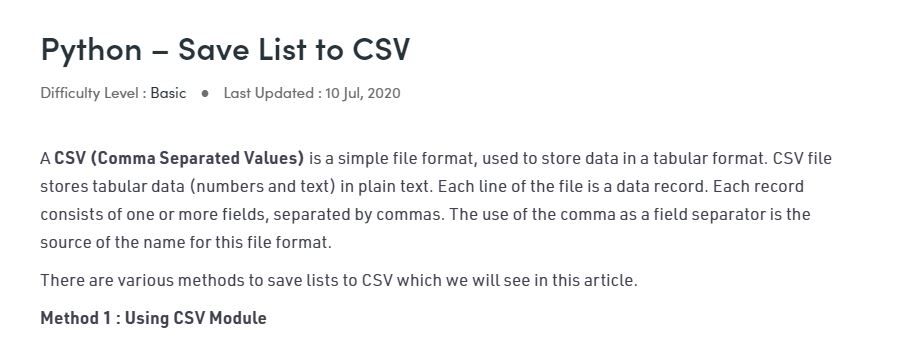 Python – Save List to CSV
Difficulty Level : Basic ● Last Updated : 10 Jul, 2020
A CSV (Comma Separated Values) is a simple file format, used to store data in a tabular format. CSV file
stores tabular data (numbers and text) in plain text. Each line of the file is a data record. Each record
consists of one or more fields, separated by commas. The use of the comma as a field separator is the
source of the name for this file format.
There are various methods to save lists to CSV which we will see in this article.
Method 1 : Using CSV Module